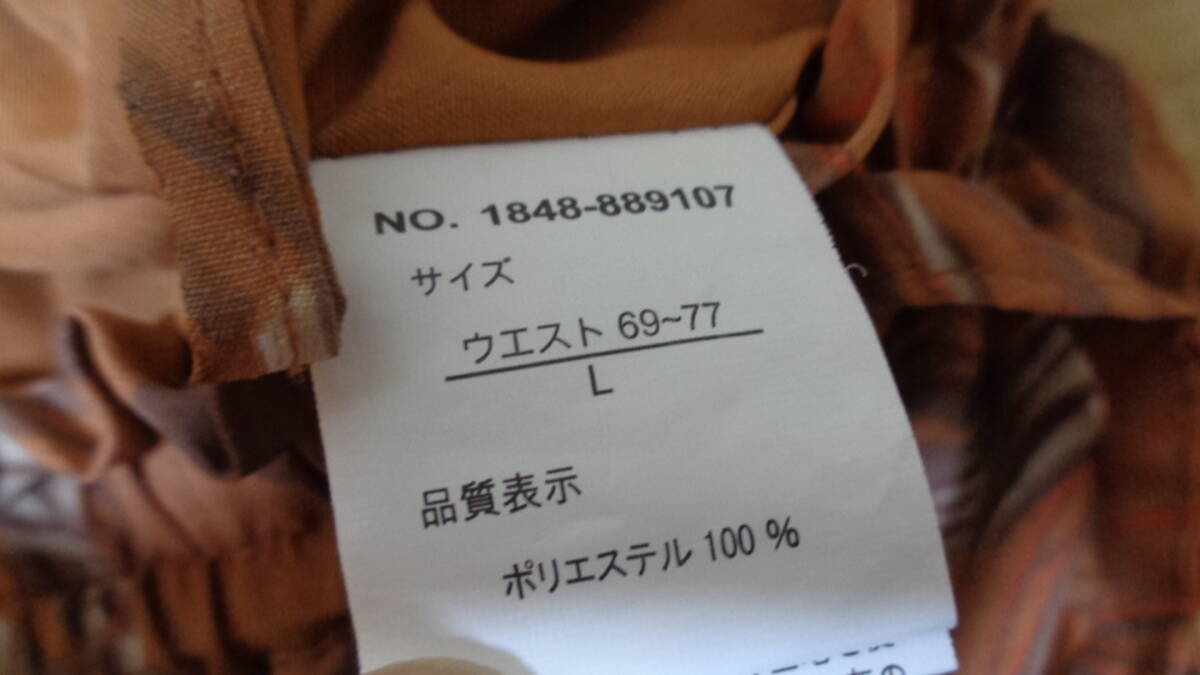 NO. 1848-889107
サイズ
ウエスト 69~77
L
品質表示
ポリエステル 100 %